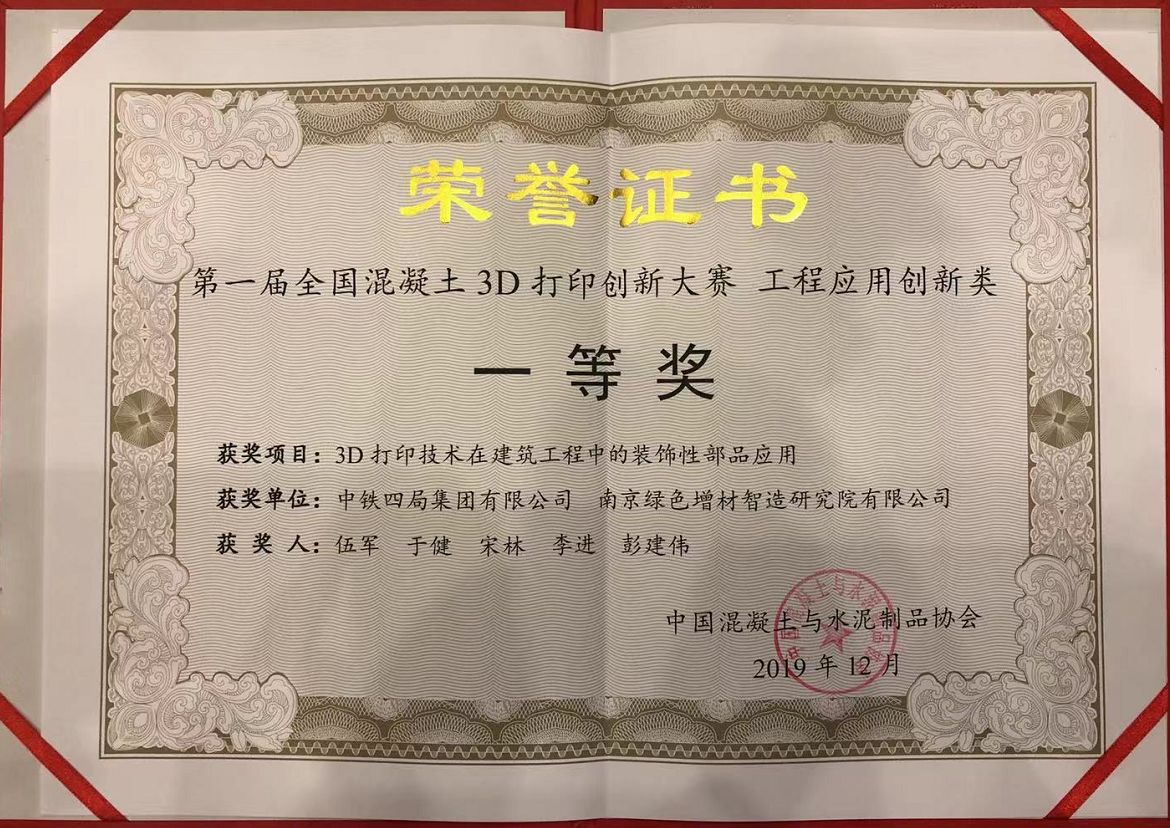 荣誉证书
第一届全国混凝土3D打印创新大赛 工程应用创新类
一等奖
获奖项目：3D打印技术在建筑工程中的装饰性部品应用
获奖单位：中铁四局集团有限公司 南京绿色增材智造研究院有限公司
获奖人：伍军 于健 宋林 李进 彭建伟
中国混凝土与水泥制品协会
2019年12月